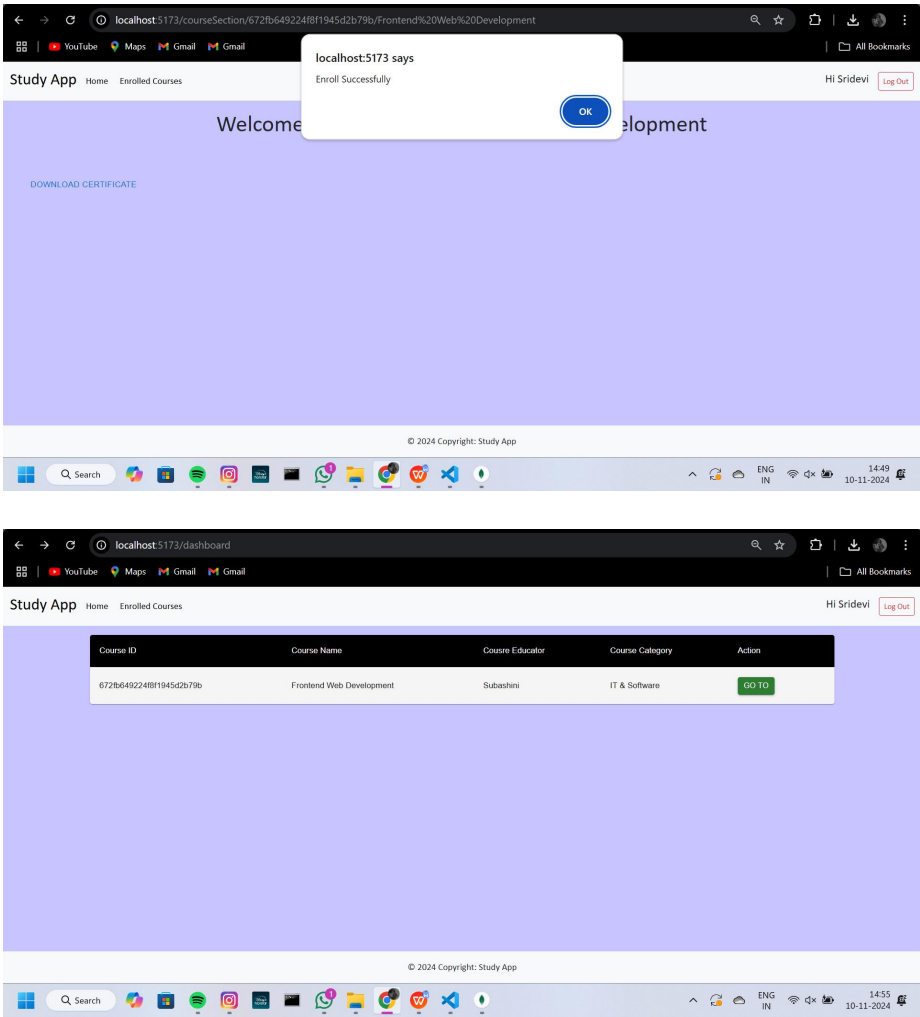 localhost:5173/courseSection/672fb649224f8f1945d2b79b/Frontend%20Web%20Development
YouTube Maps Gmail Gmail All Bookmarks
localhost:5173 says
Enroll Successfully
OK
Study App Home Enrolled Courses Hi Sridevi Log Out
Welcome elopment
DOWNLOAD CERTIFICATE
© 2024 Copyright: Study App
Search ENG 14:49
IN 10-11-2024
localhost:5173/dashboard
YouTube Maps Gmail Gmail All Bookmarks
Study App Home Enrolled Courses Hi Sridevi Log Out
Course ID Course Name Cousre Educator Course Category Action
672fb649224f8f1945d2b79b Frontend Web Development Subashini IT & Software GO TO
© 2024 Copyright: Study App
Search ENG 14:55
IN 10-11-2024